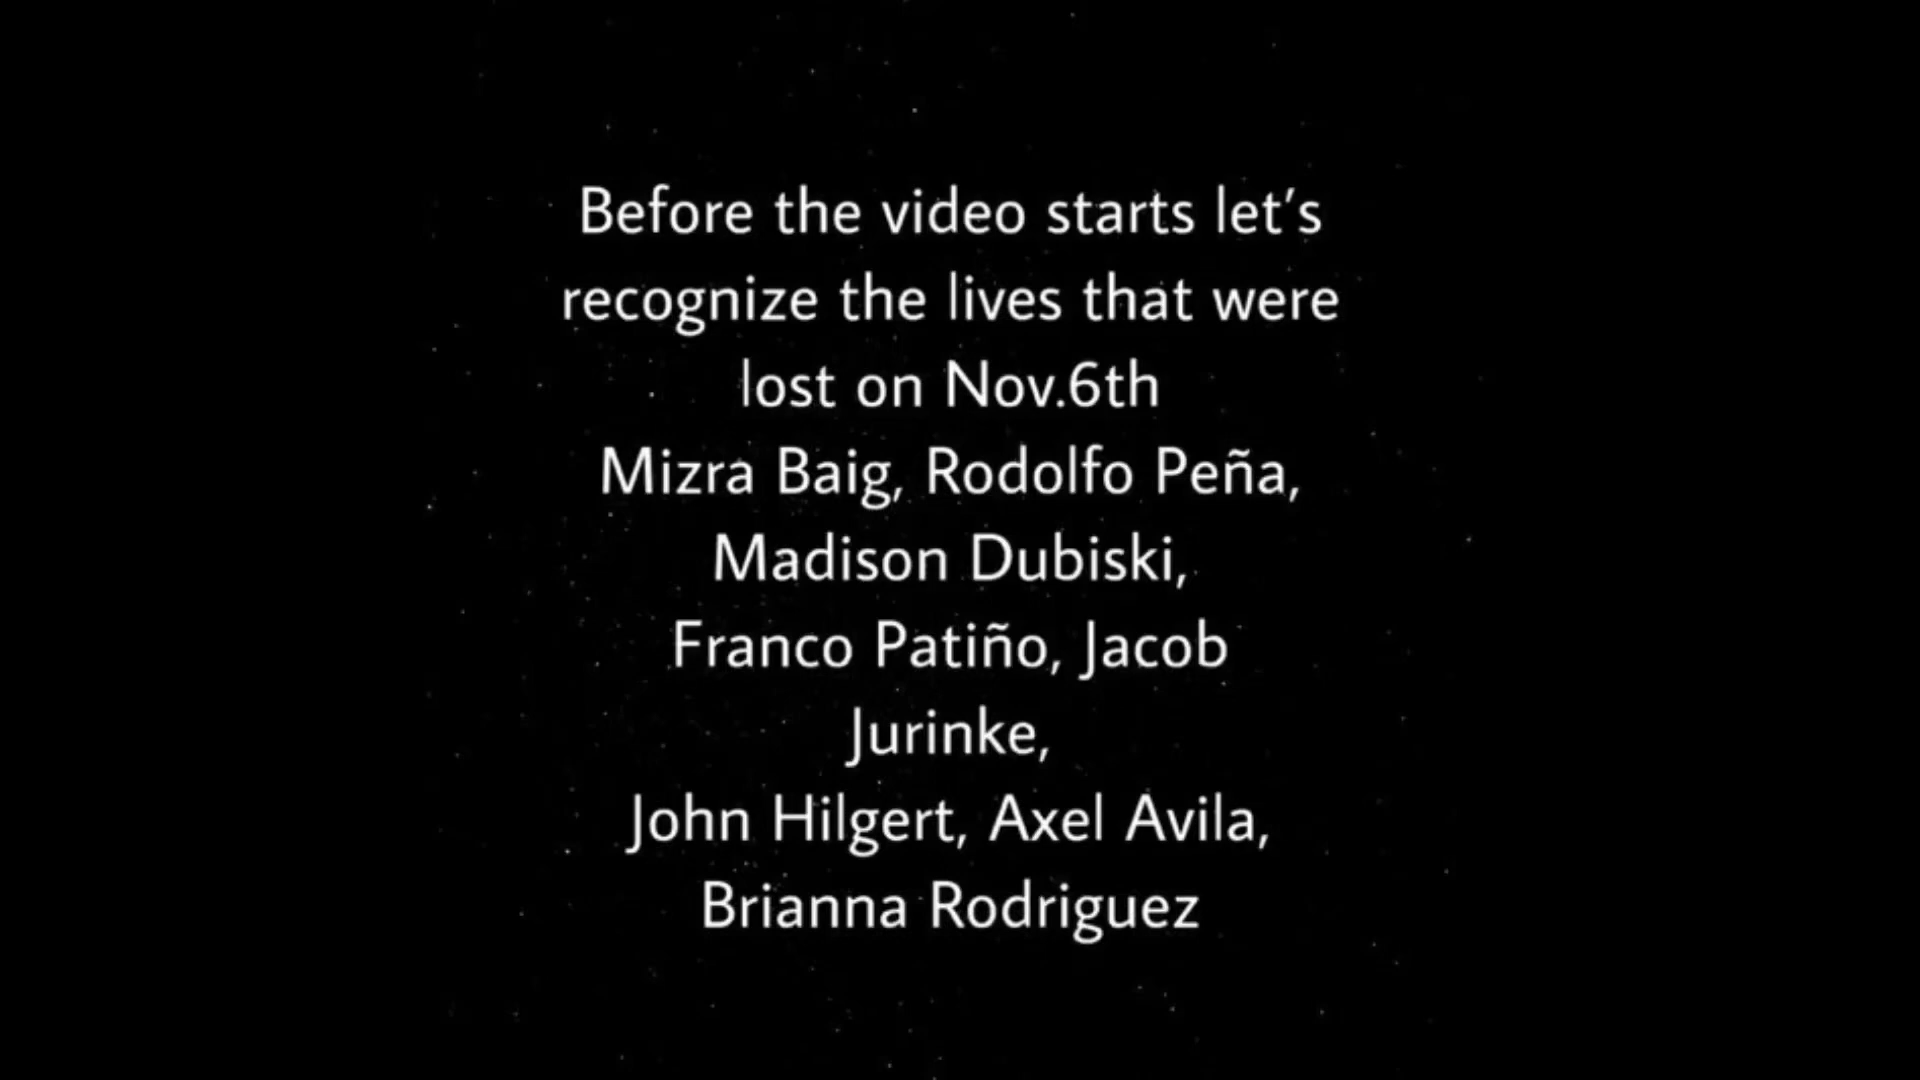 Before the video starts let’s
recognize the lives that were
lost on Nov.6th
Mizra Baig, Rodolfo Peña,
Madison Dubiski,
Franco Patiño, Jacob
Jurinke,
John Hilgert, Axel Avila,
Brianna Rodriguez